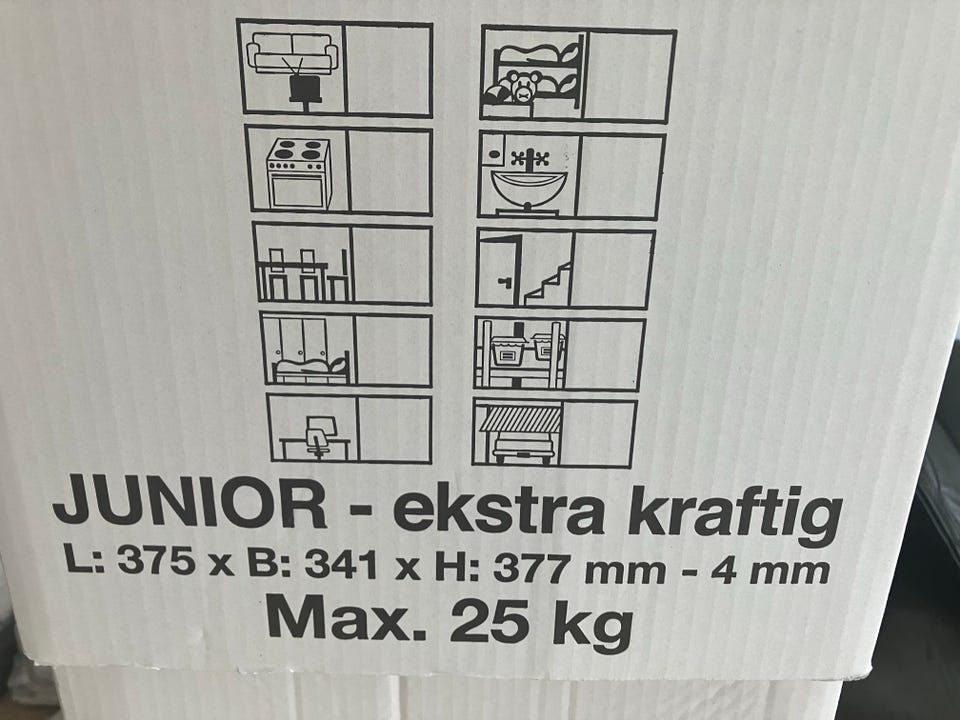 JUNIOR - ekstra kraftig
L: 375 x B: 341 x H: 377 mm - 4 mm
Max. 25 kg